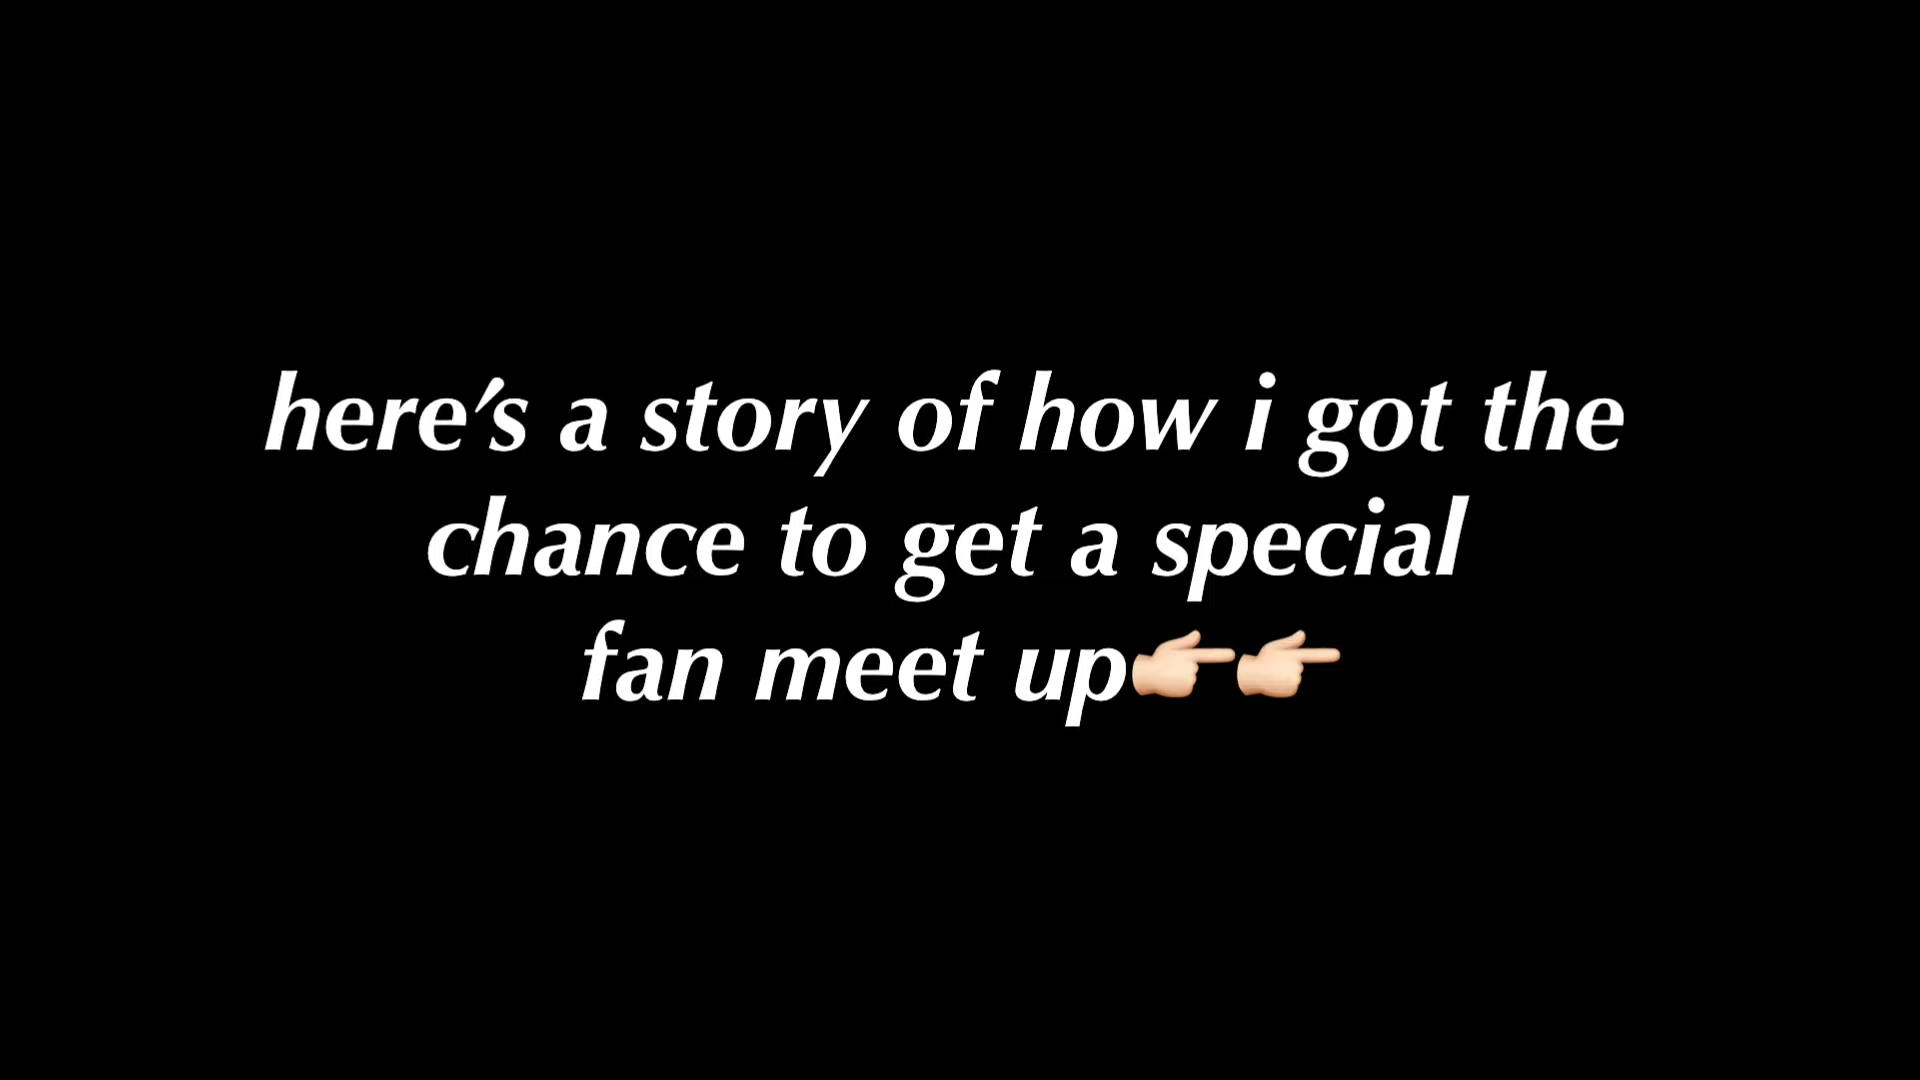 here's a story of how i got the
chance to get a special
fan meet up👉🏻👉🏻